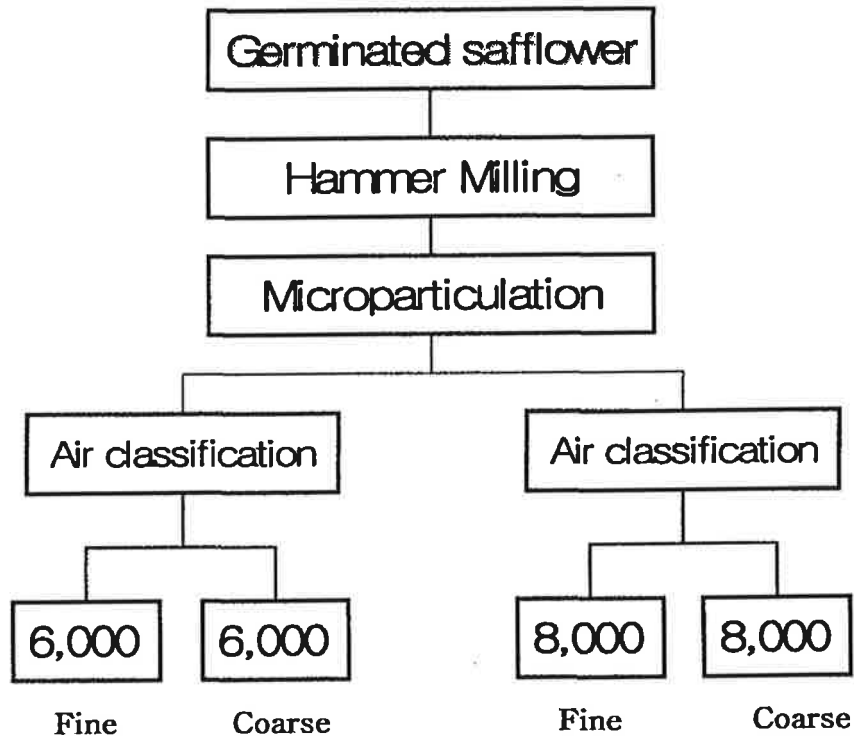 Germinated safflower
Hammer Milling
Microparticulation
Air classification
Air classification
6,000
6,000
8,000
8,000
Fine
Coarse
Fine
Coarse